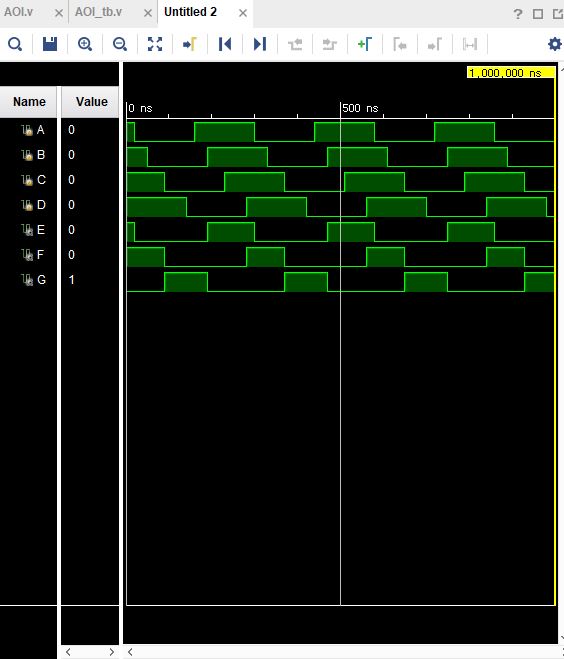 AOI.v × AOI_tb.v × Untitled 2 ×
?
1,000,000 ns
Name Value
0 ns 500 ns
A 0
B 0
C 0
D 0
E 0
F 0
G 1